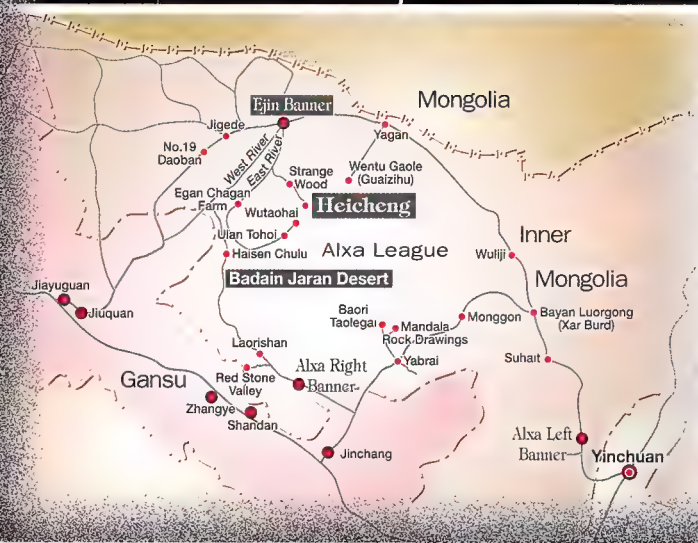 Mongolia
Ejin Banner
Jigede
Yagan
No.19
Daoban
West River
East River
Wentu Gaole
(Guaizihu)
Strange
Wood
Egan Chagan
Farm
Wutaohai
Heicheng
Ulan Tohoi
Haisen Chulu
Alxa League
Inner
Mongolia
Wuliji
Badain Jaran Desert
Jiayuguan
Jiuquan
Baori
Taolegai
Mandala
Rock Drawings
Monggon
Bayan Luorgong
(Xar Burd)
Laorishan
Yabrai
Suhait
Gansu
Red Stone
Valley
Alxa Right
Banner
Zhangye
Shandan
Alxa Left
Banner
Yinchuan
Jinchang